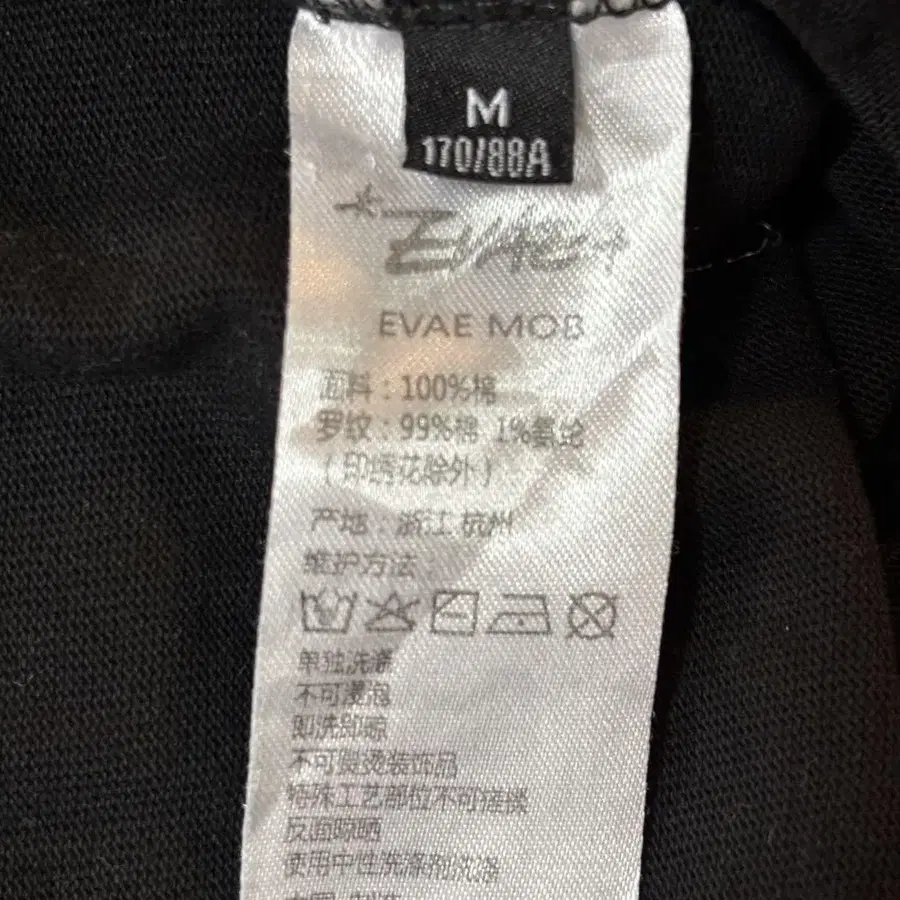 M
170/88A
EVAE MOB
面料：100%棉
罗纹：99%棉 1%氨纶
（印绣花除外）
产地：浙江 杭州
维护方法：
单独洗涤
不可浸泡
即洗即晾
不可熨烫装饰品
特殊工艺部位不可搓揉
反面晾晒
使用中性洗涤剂洗涤